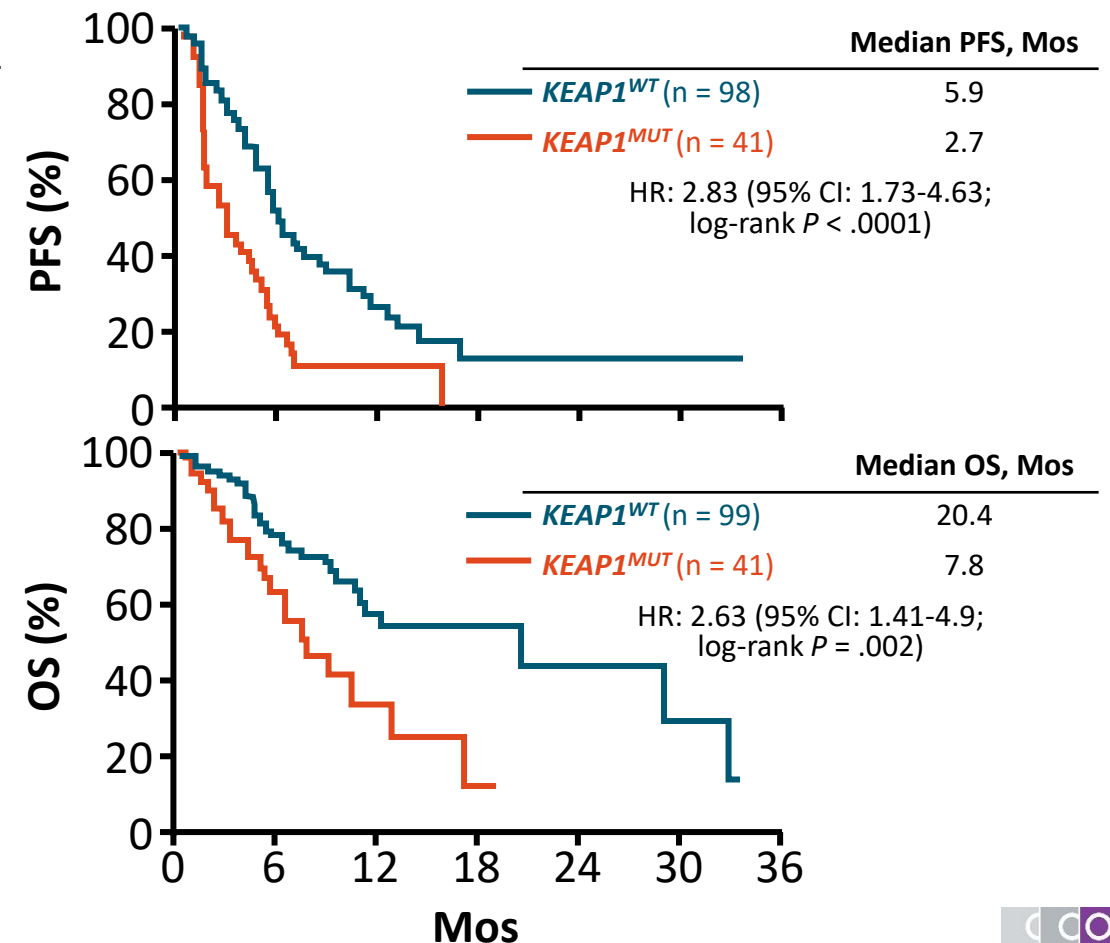 Median PFS, Mos
KEAP1WT (n = 98) 5.9
KEAP1MUT (n = 41) 2.7
HR: 2.83 (95% CI: 1.73-4.63;
log-rank P < .0001)
PFS (%)
100
80
60
40
20
0
Median OS, Mos
KEAP1WT (n = 99) 20.4
KEAP1MUT (n = 41) 7.8
HR: 2.63 (95% CI: 1.41-4.9;
log-rank P = .002)
OS (%)
100
80
60
40
20
0
0 6 12 18 24 30 36
Mos